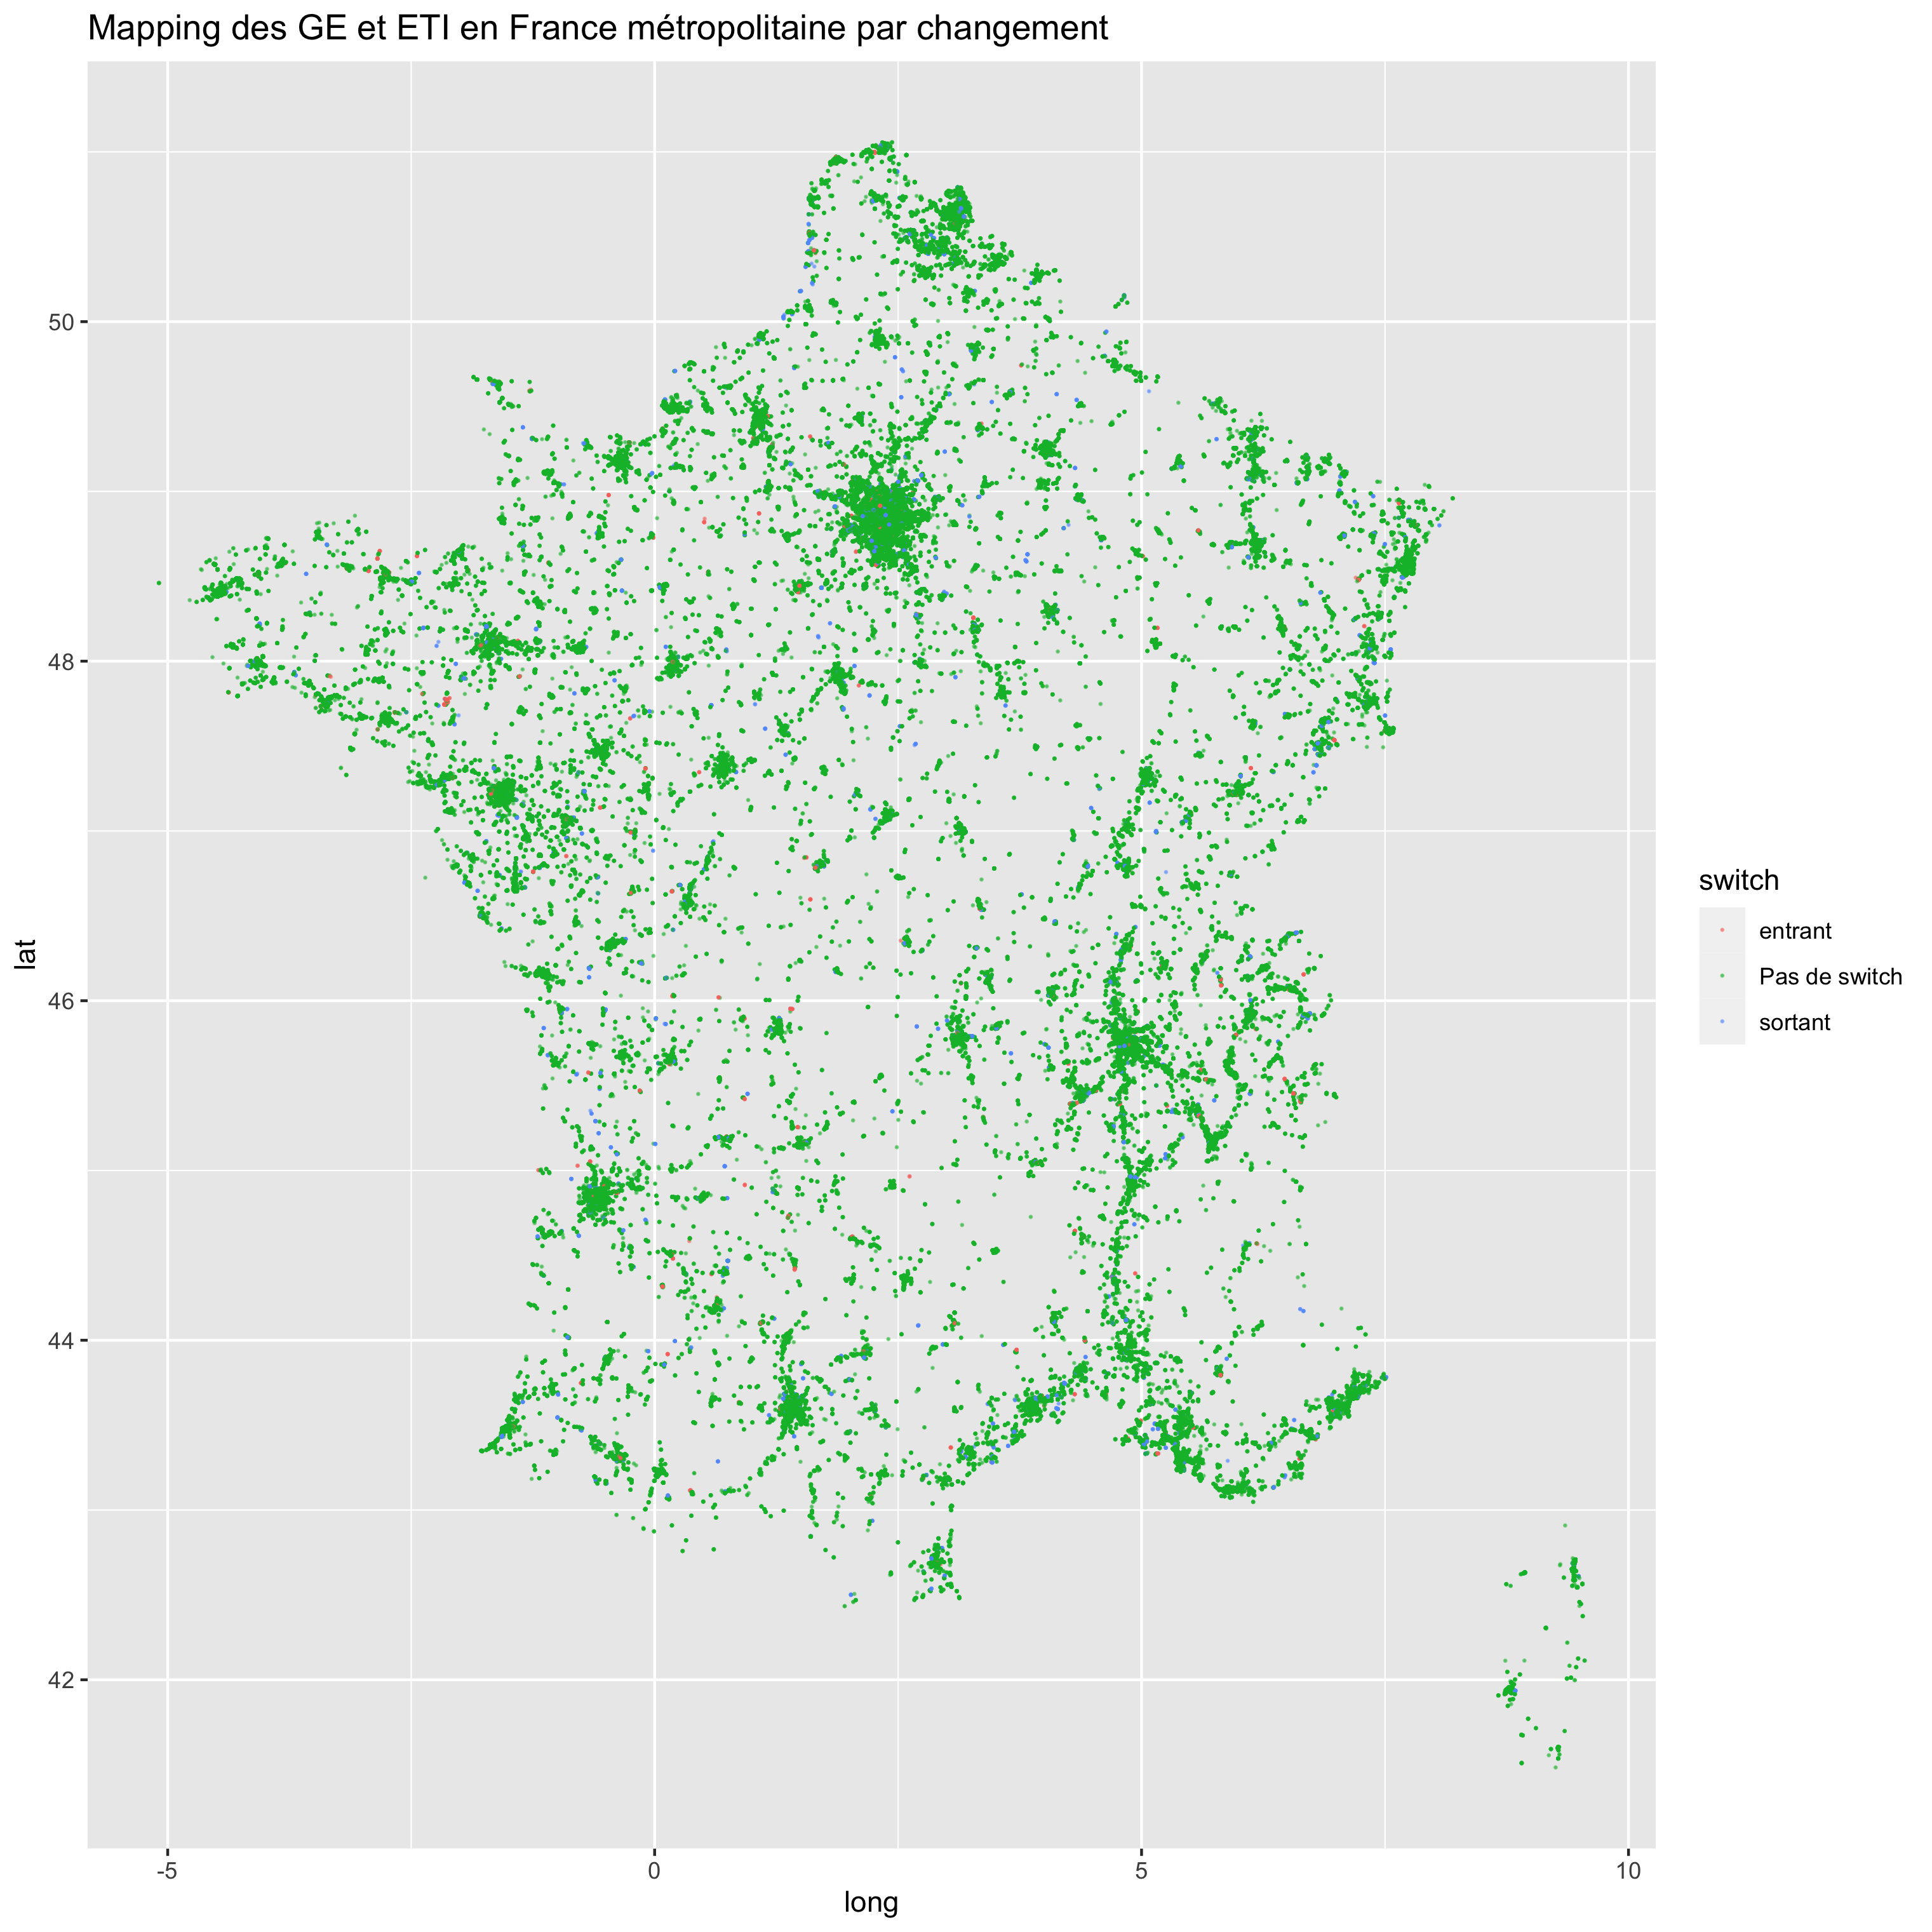 Mapping des GE et ETI en France métropolitaine par changement
50
48
46
44
42
lat
-5
0
5
10
long
switch
entrant
Pas de switch
sortant